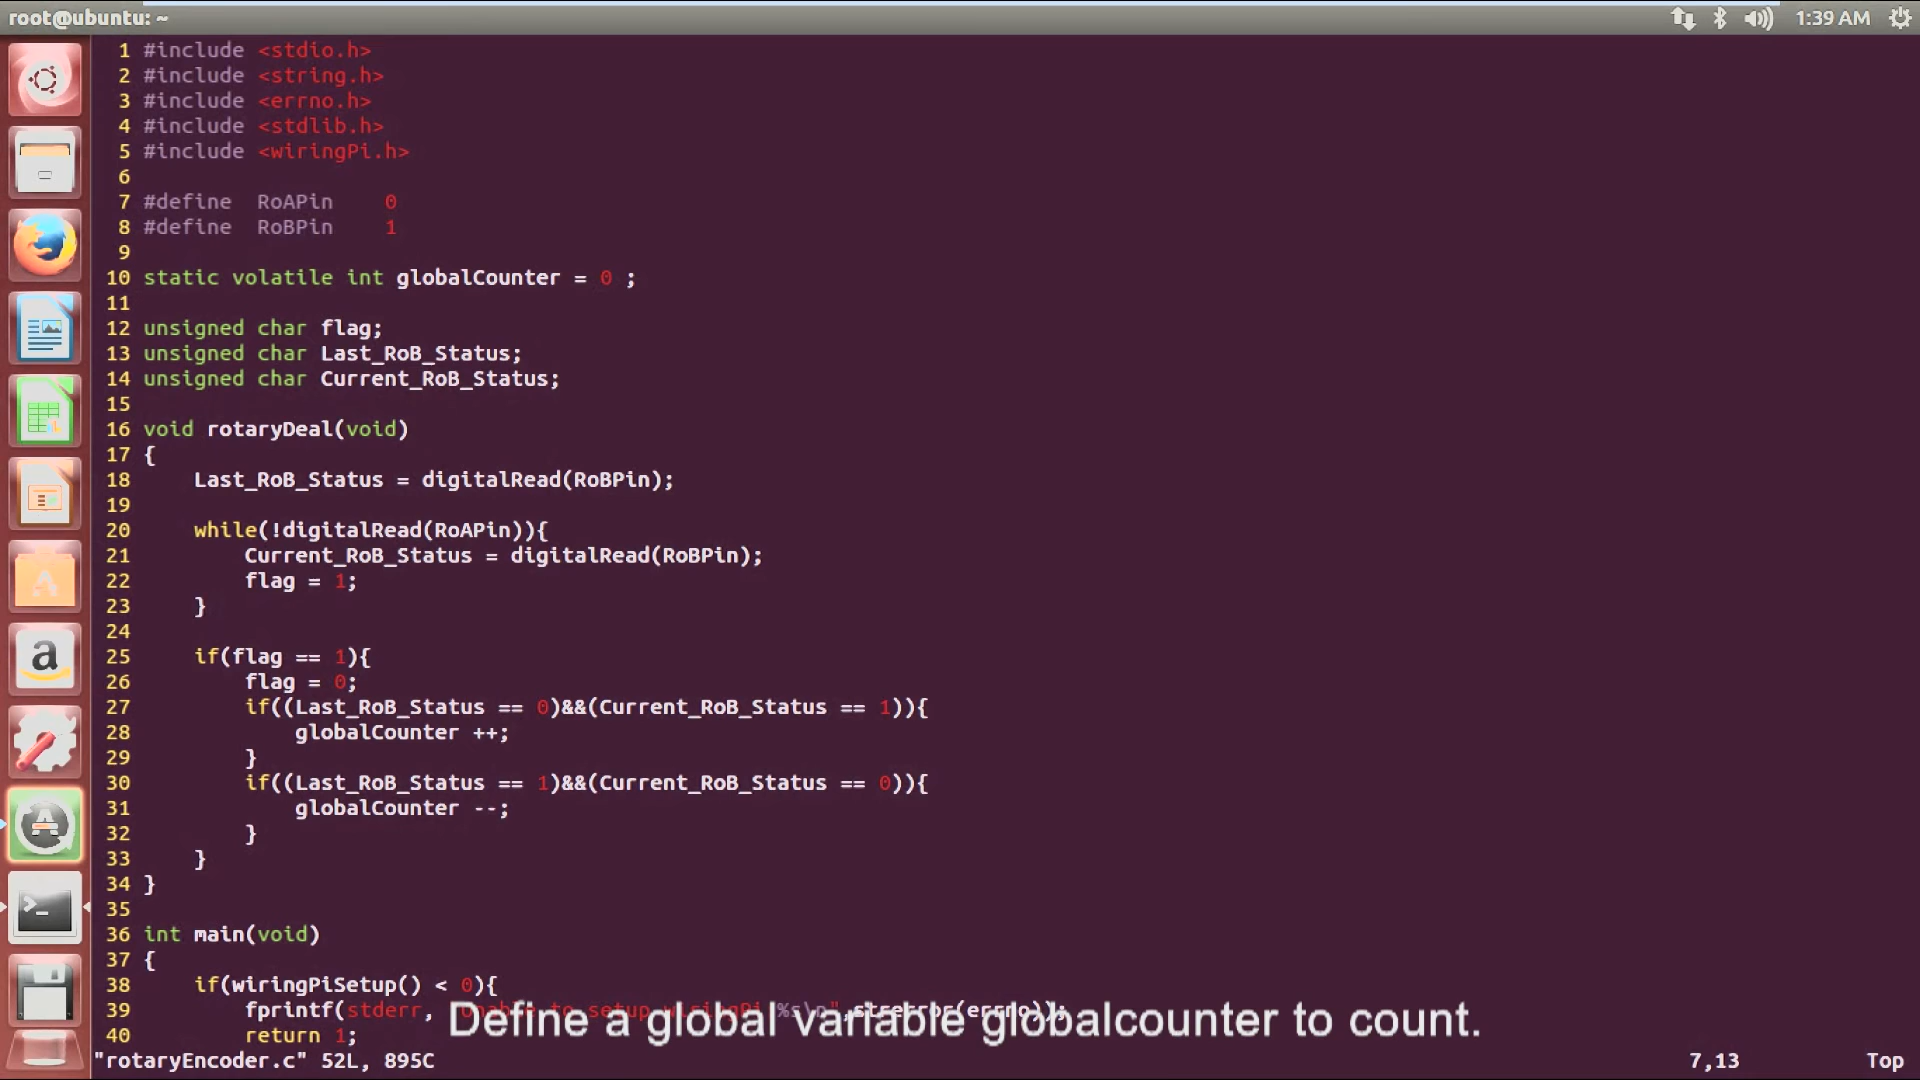 root@ubuntu: ~
1:39 AM
1 #include <stdio.h>
2 #include <string.h>
3 #include <errno.h>
4 #include <stdlib.h>
5 #include <wiringPi.h>
6
7 #define  RoAPin    0
8 #define  RoBPin    1
9
10 static volatile int globalCounter = 0 ;
11
12 unsigned char flag;
13 unsigned char Last_RoB_Status;
14 unsigned char Current_RoB_Status;
15
16 void rotaryDeal(void)
17 {
18     Last_RoB_Status = digitalRead(RoBPin);
19
20     while(!digitalRead(RoAPin)){
21         Current_RoB_Status = digitalRead(RoBPin);
22         flag = 1;
23     }
24
25     if(flag == 1){
26         flag = 0;
27         if((Last_RoB_Status == 0)&&(Current_RoB_Status == 1)){
28             globalCounter ++;
29         }
30         if((Last_RoB_Status == 1)&&(Current_RoB_Status == 0)){
31             globalCounter --;
32         }
33     }
34 }
35
36 int main(void)
37 {
38     if(wiringPiSetup() < 0){
39         fprintf(stderr, to setup wiringPi %s\n",strerror(errno));
Define a global variable globalcounter to count.
40         return 1;
"rotaryEncoder.c" 52L, 895C
7,13
Top